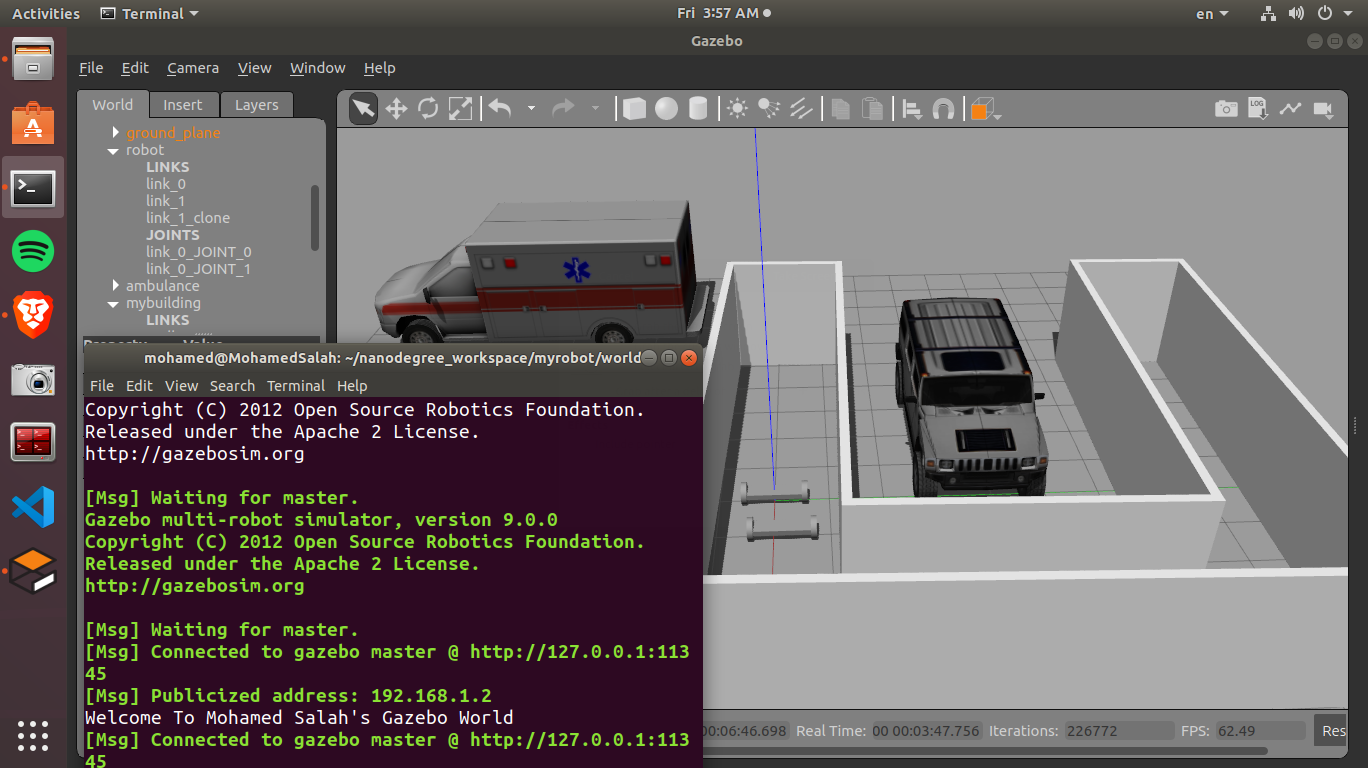 Activities Terminal Fri 3:57 AM en
Gazebo
File Edit Camera View Window Help
World Insert Layers
LOG
ground_plane
robot
LINKS
link_0
link_1
link_1_clone
JOINTS
link_0_JOINT_0
link_0_JOINT_1
ambulance
mybuilding
LINKS
Property Value
mohamed@MohamedSalah: ~/nanodegree_workspace/myrobot/world
File Edit View Search Terminal Help
Copyright (C) 2012 Open Source Robotics Foundation.
Released under the Apache 2 License.
http://gazebosim.org
[Msg] Waiting for master.
Gazebo multi-robot simulator, version 9.0.0
Copyright (C) 2012 Open Source Robotics Foundation.
Released under the Apache 2 License.
http://gazebosim.org
[Msg] Waiting for master.
[Msg] Connected to gazebo master @ http://127.0.0.1:113
45
[Msg] Publicized address: 192.168.1.2
Welcome To Mohamed Salah's Gazebo World
[Msg] Connected to gazebo master @ http://127.0.0.1:113
45
00:06:46.698 Real Time: 00 00:03:47.756 Iterations: 226772 FPS: 62.49 Res